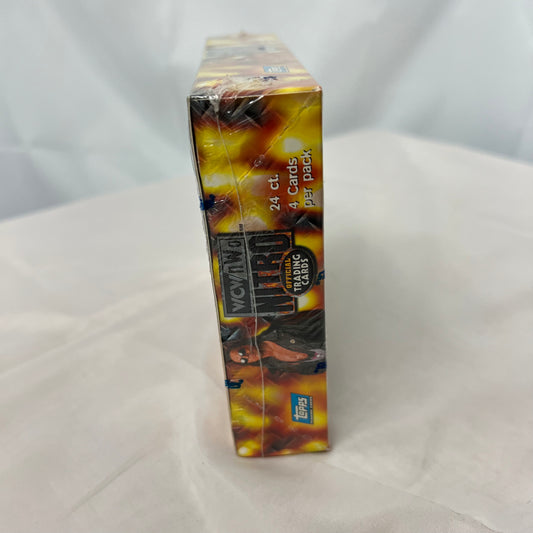 24 ct.
4 Cards
per pack
WCW/nWo
NITRO
OFFICIAL
TRADING
CARDS
Topps